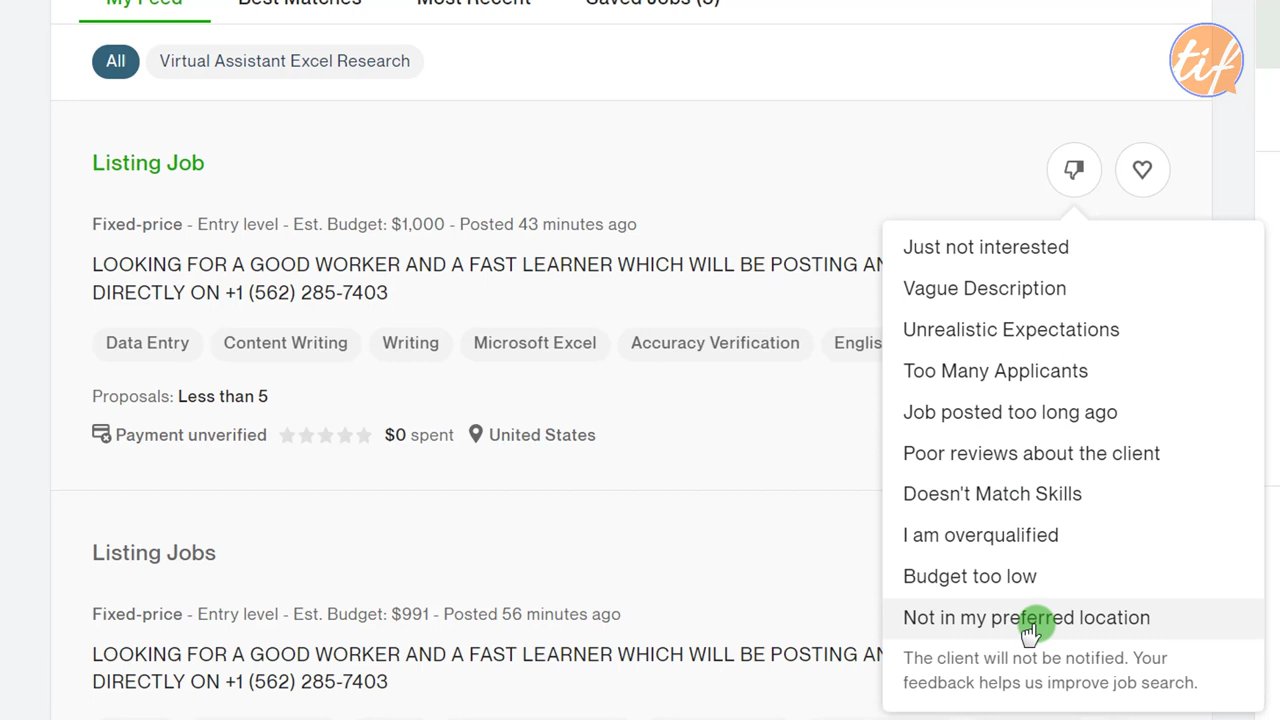 My Feed
Best Matches
Most Recent
All
Virtual Assistant Excel Research
tif
Listing Job
Fixed-price - Entry level - Est. Budget: $1,000 - Posted 43 minutes ago
LOOKING FOR A GOOD WORKER AND A FAST LEARNER WHICH WILL BE POSTING AN
DIRECTLY ON +1 (562) 285-7403
Data Entry
Content Writing
Writing
Microsoft Excel
Accuracy Verification
Englis
Proposals: Less than 5
Payment unverified
$0 spent
United States
Just not interested
Vague Description
Unrealistic Expectations
Too Many Applicants
Job posted too long ago
Poor reviews about the client
Doesn't Match Skills
I am overqualified
Budget too low
Not in my preferred location
The client will not be notified. Your
feedback helps us improve job search.
Listing Jobs
Fixed-price - Entry level - Est. Budget: $991 - Posted 56 minutes ago
LOOKING FOR A GOOD WORKER AND A FAST LEARNER WHICH WILL BE POSTING AN
DIRECTLY ON +1 (562) 285-7403